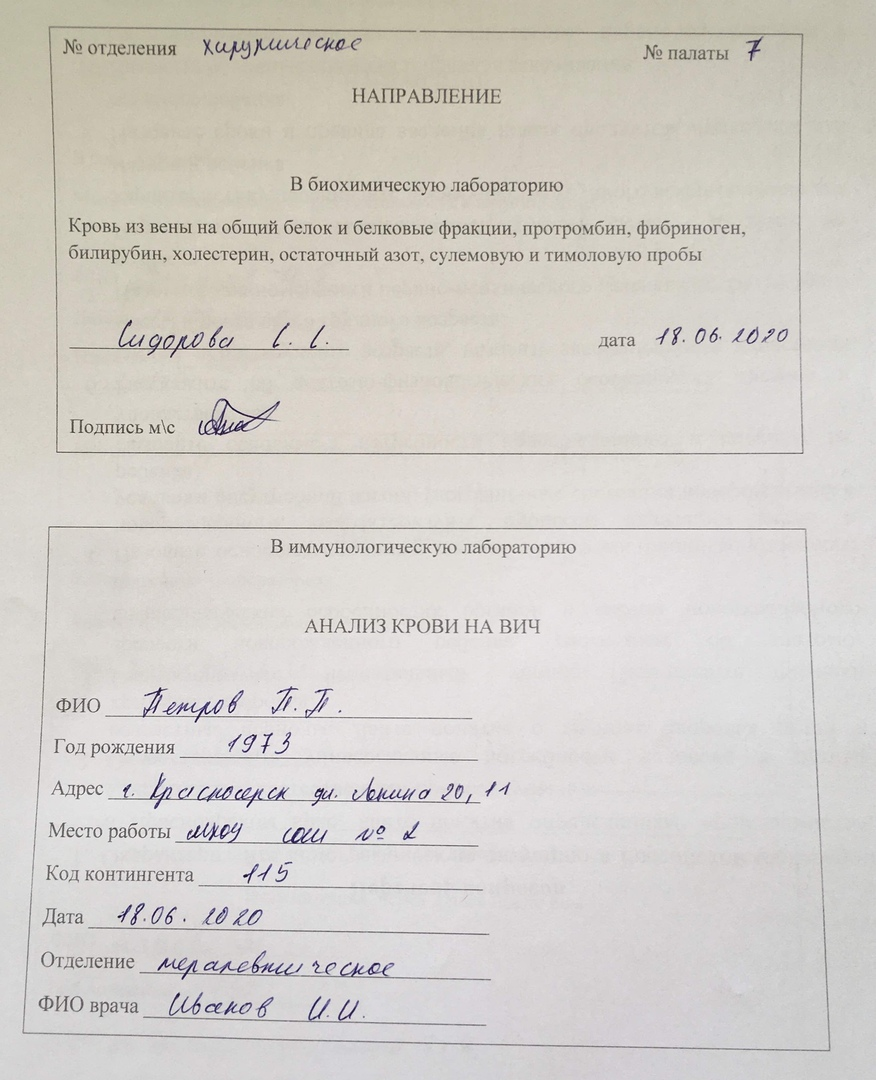 № отделения хирургическое № палаты 7
НАПРАВЛЕНИЕ
В биохимическую лабораторию
Кровь из вены на общий белок и белковые фракции, протромбин, фибриноген,
билирубин, холестерин, остаточный азот, сулемовую и тимоловую пробы
Сидорова С. С. дата 18.06.2020
Подпись м\с
В иммунологическую лабораторию
АНАЛИЗ КРОВИ НА ВИЧ
ФИО Петров П. П.
Год рождения 1973
Адрес г. Красноярск ул. Ленина 20, 11
Место работы МКОУ сош № 2
Код контингента 115
Дата 18.06.2020
Отделение терапевтическое
ФИО врача Иванов И.И.